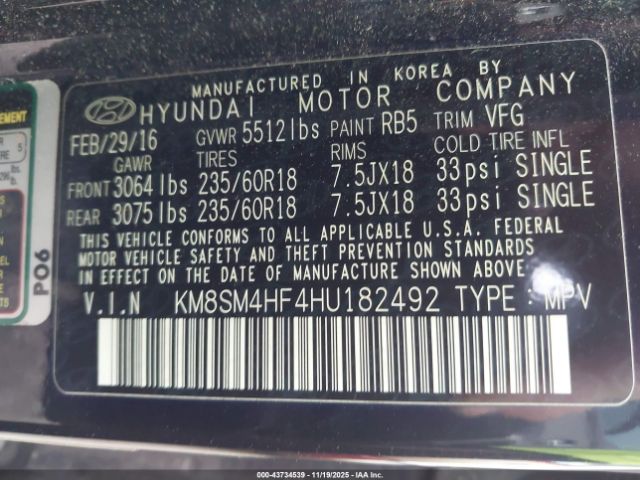 MANUFACTURED IN KOREA BY
HYUNDAI MOTOR COMPANY
FEB/29/16 GVWR 5512lbs PAINT RB5 TRIM VFG
GAWR TIRES RIMS COLD TIRE INFL
FRONT 3064lbs 235/60R18 7.5JX18 33psi SINGLE
REAR 3075lbs 235/60R18 7.5JX18 33psi SINGLE
THIS VEHICLE CONFORMS TO ALL APPLICABLE U.S.A. FEDERAL
MOTOR VEHICLE SAFETY AND THEFT PREVENTION STANDARDS
IN EFFECT ON THE DATE OF MANUFACTURE SHOWN ABOVE.
V.I.N KM8SM4HF4HU182492 TYPE : MPV
EMENT
5
P06
000-43734539 - 11/19/2025 - IAA Inc.